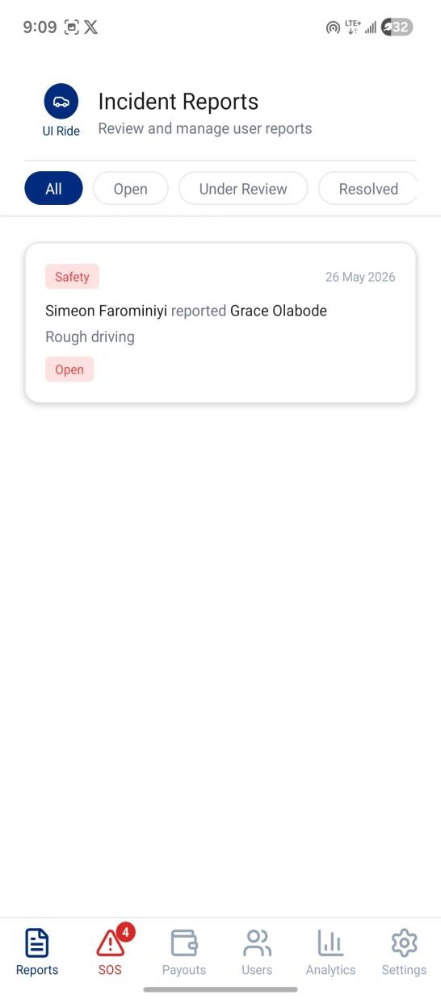 9:09
LTE+
32
Incident Reports
UI Ride
Review and manage user reports
All
Open
Under Review
Resolved
Safety
26 May 2026
Simeon Farominiyi reported Grace Olabode
Rough driving
Open
4
Reports
SOS
Payouts
Users
Analytics
Settings